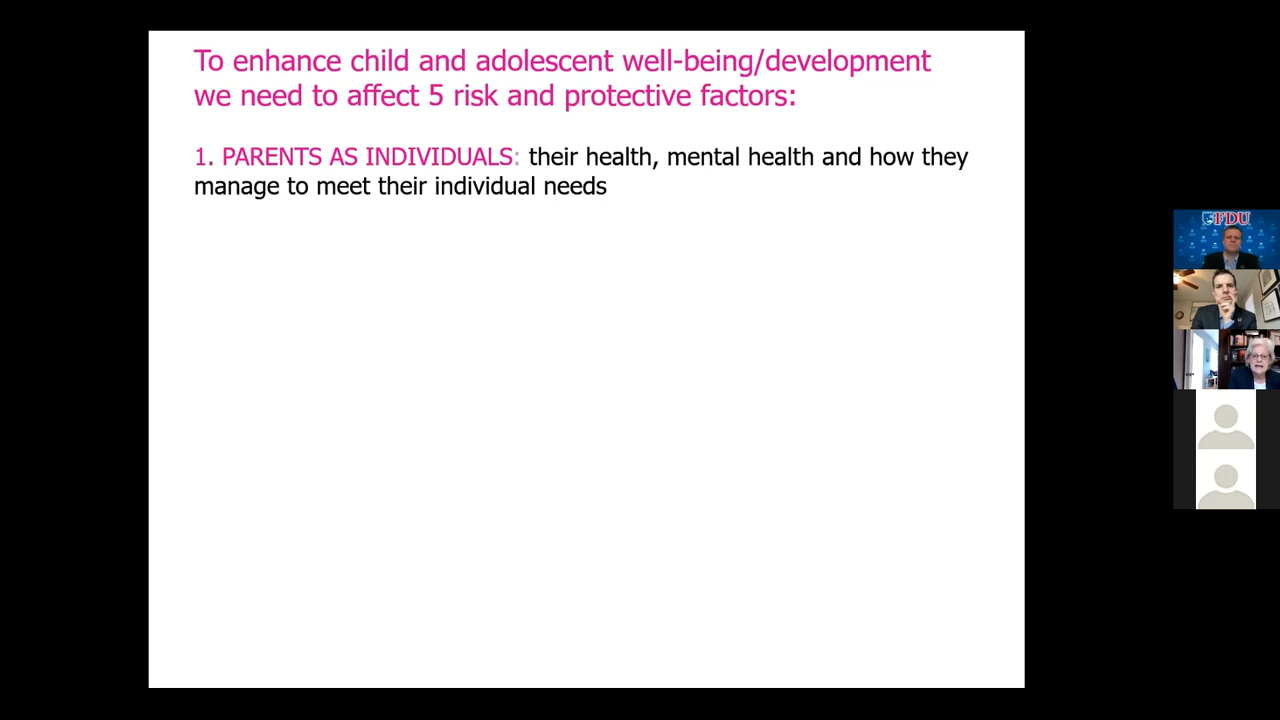 To enhance child and adolescent well-being/development
we need to affect 5 risk and protective factors:
1. PARENTS AS INDIVIDUALS: their health, mental health and how they
manage to meet their individual needs
FDU